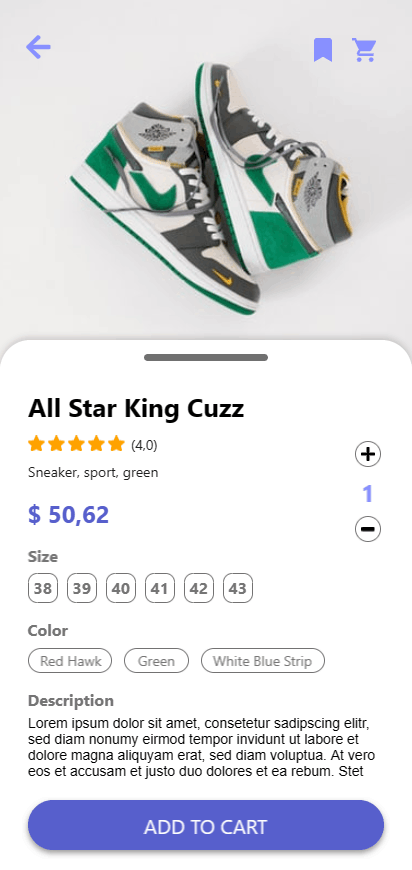 All Star King Cuzz
(4,0)
Sneaker, sport, green
$ 50,62
1
Size
38 39 40 41 42 43
Color
Red Hawk Green White Blue Strip
Description
Lorem ipsum dolor sit amet, consetetur sadipscing elitr,
sed diam nonumy eirmod tempor invidunt ut labore et
dolore magna aliquyam erat, sed diam voluptua. At vero
eos et accusam et justo duo dolores et ea rebum. Stet
ADD TO CART